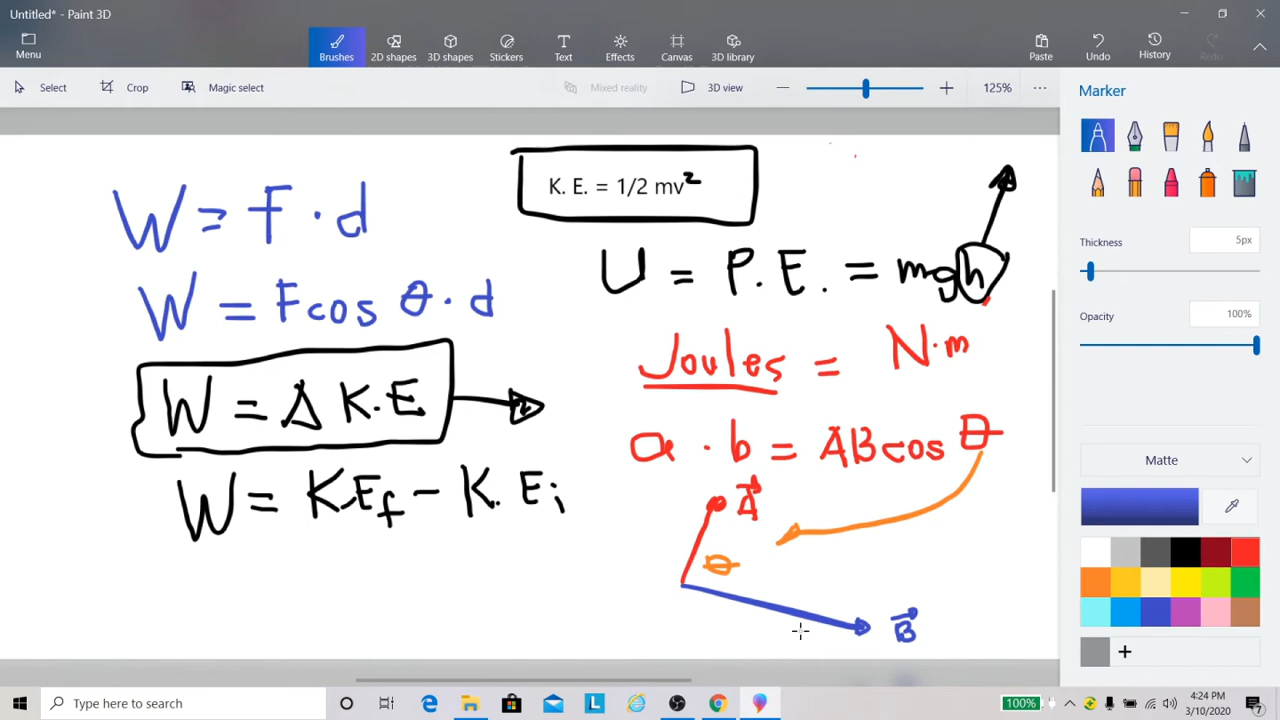 Untitled* - Paint 3D
Menu
Brushes
2D shapes
3D shapes
Stickers
Text
Effects
Canvas
3D library
Paste
Undo
History
Redo
Select
Crop
Magic select
Mixed reality
3D view
125%
Marker
Thickness
5px
Opacity
100%
Matte
W = F · d
W = Fcos θ · d
W = Δ K.E
W = K.Ef - K.Ei
K. E. = 1/2 mv²
U = P.E. = mgh
Joules = N·m
a · b = ABcos θ
A
θ
B
Type here to search
100%
4:24 PM
3/10/2020
7